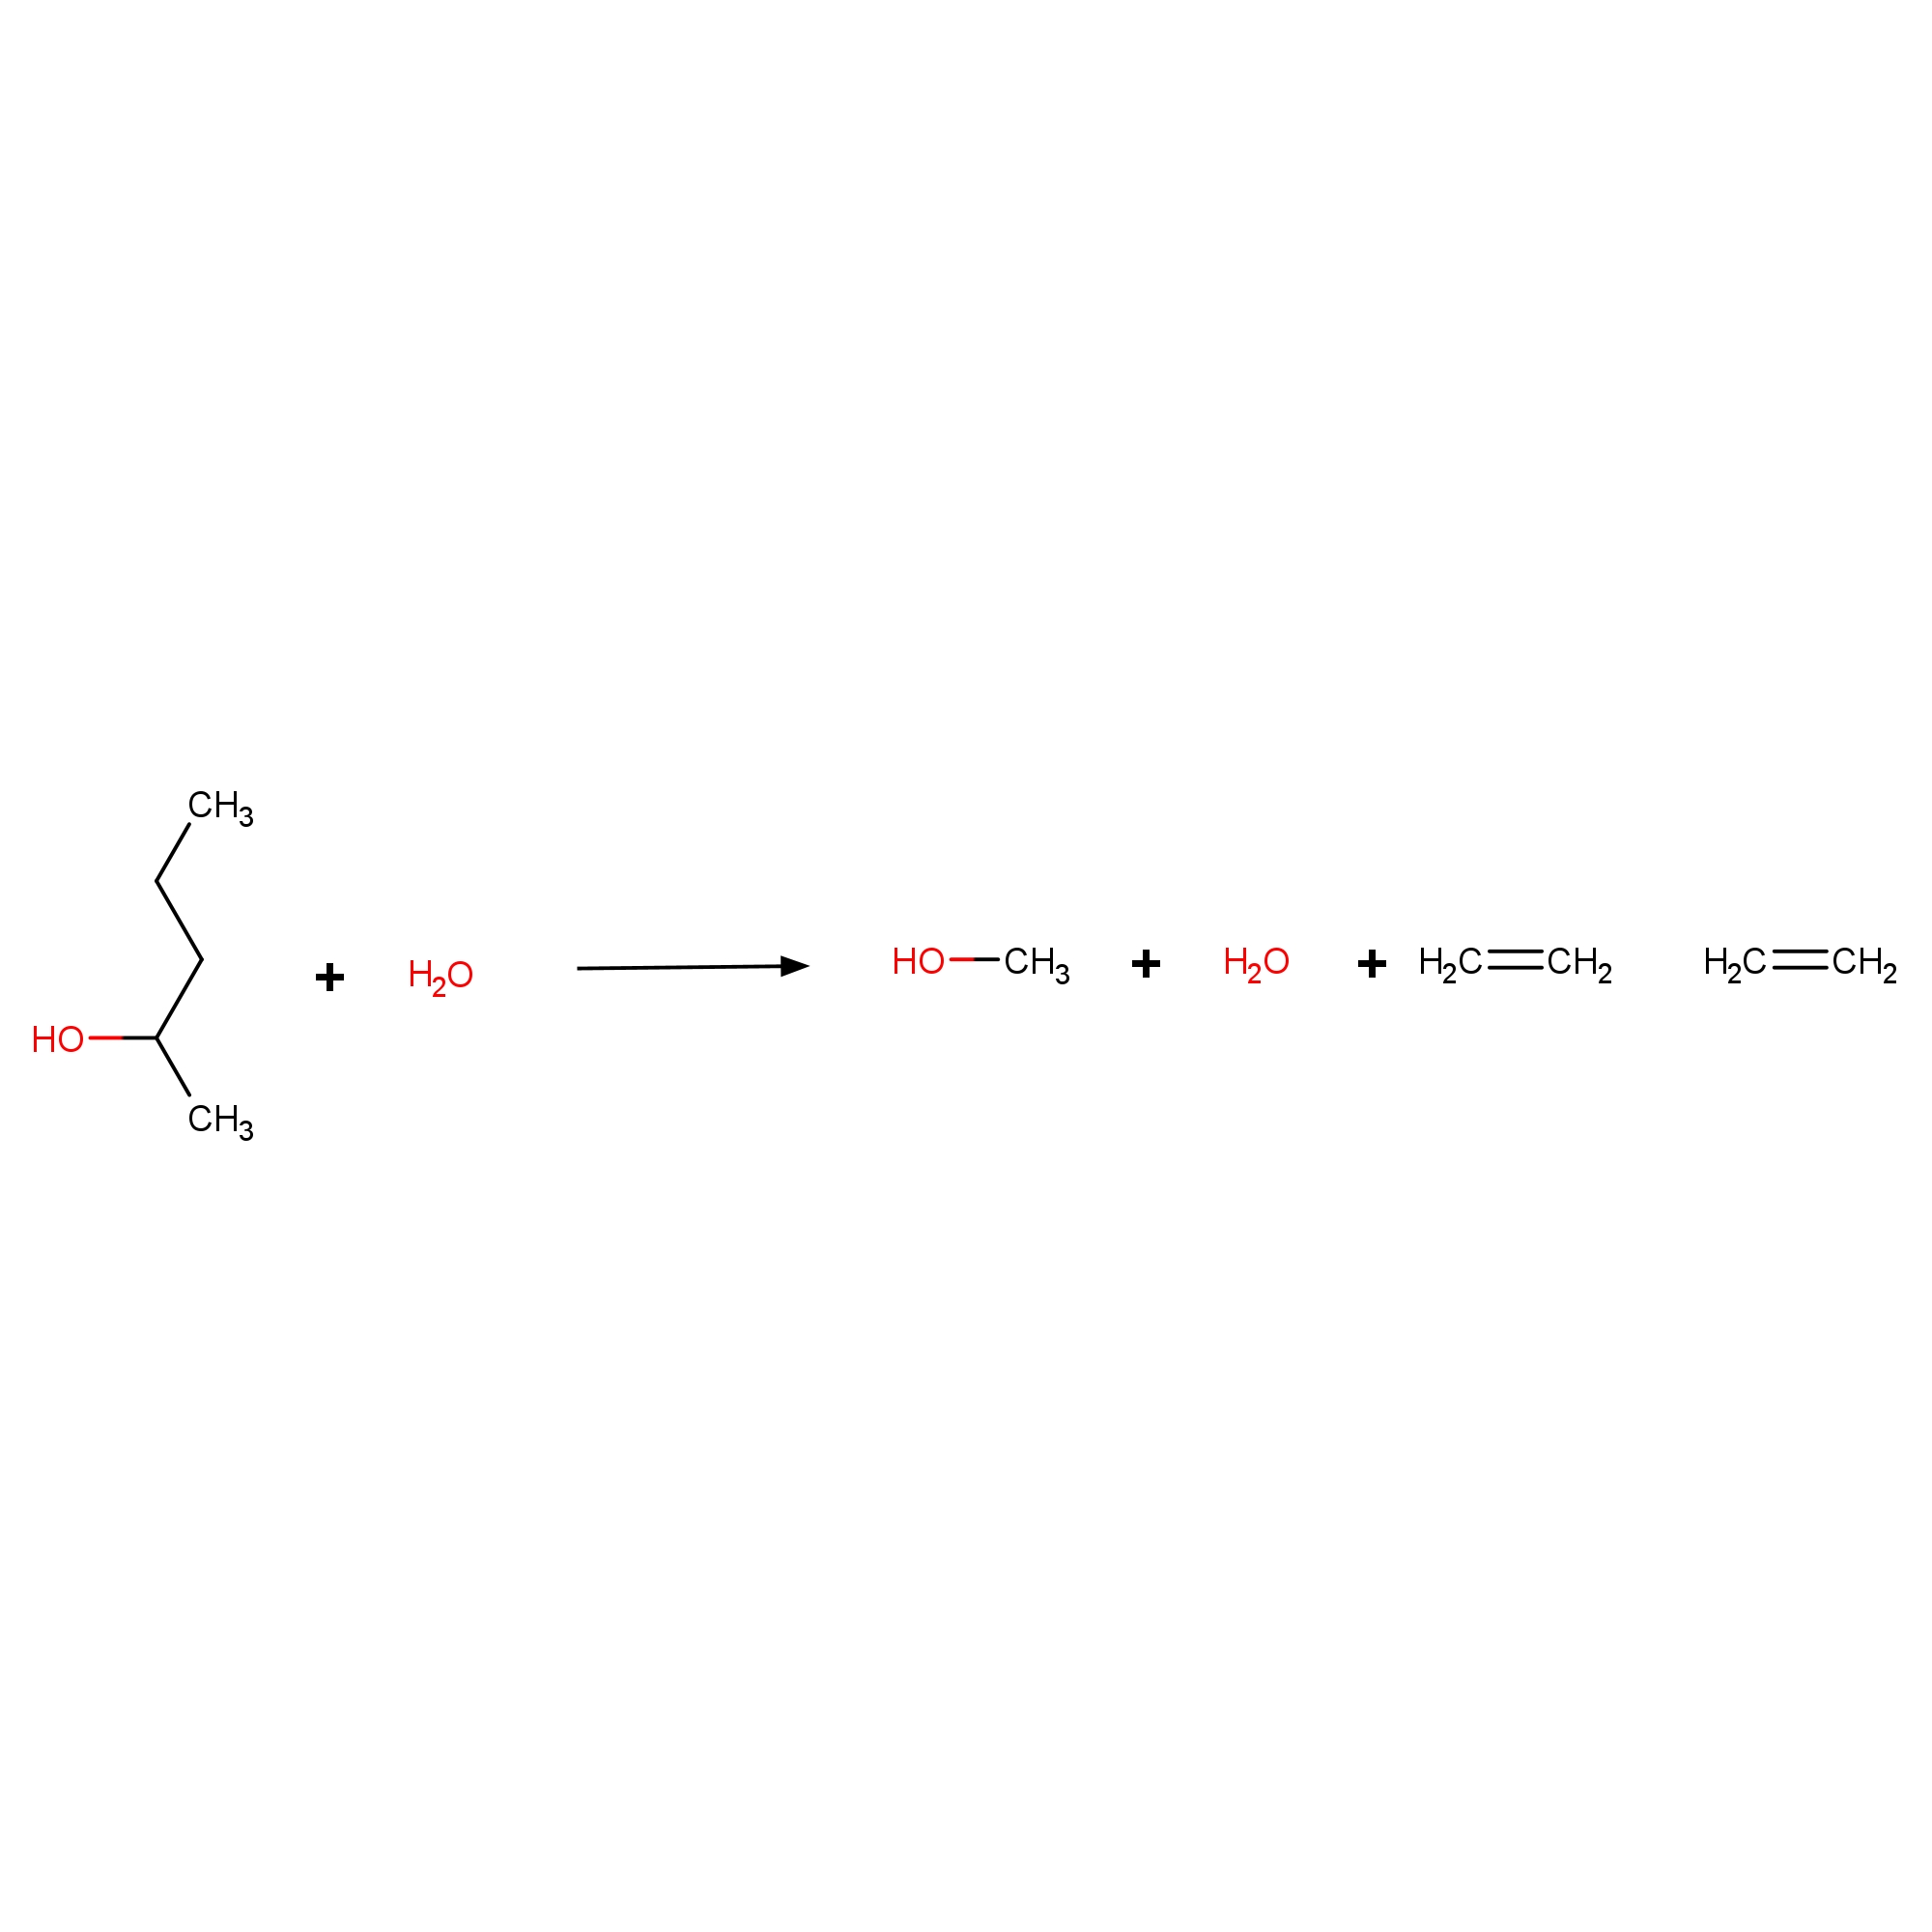 CH3
HO
CH3
+
H2O
HO CH3 + H2O + H2C CH2 H2C CH2